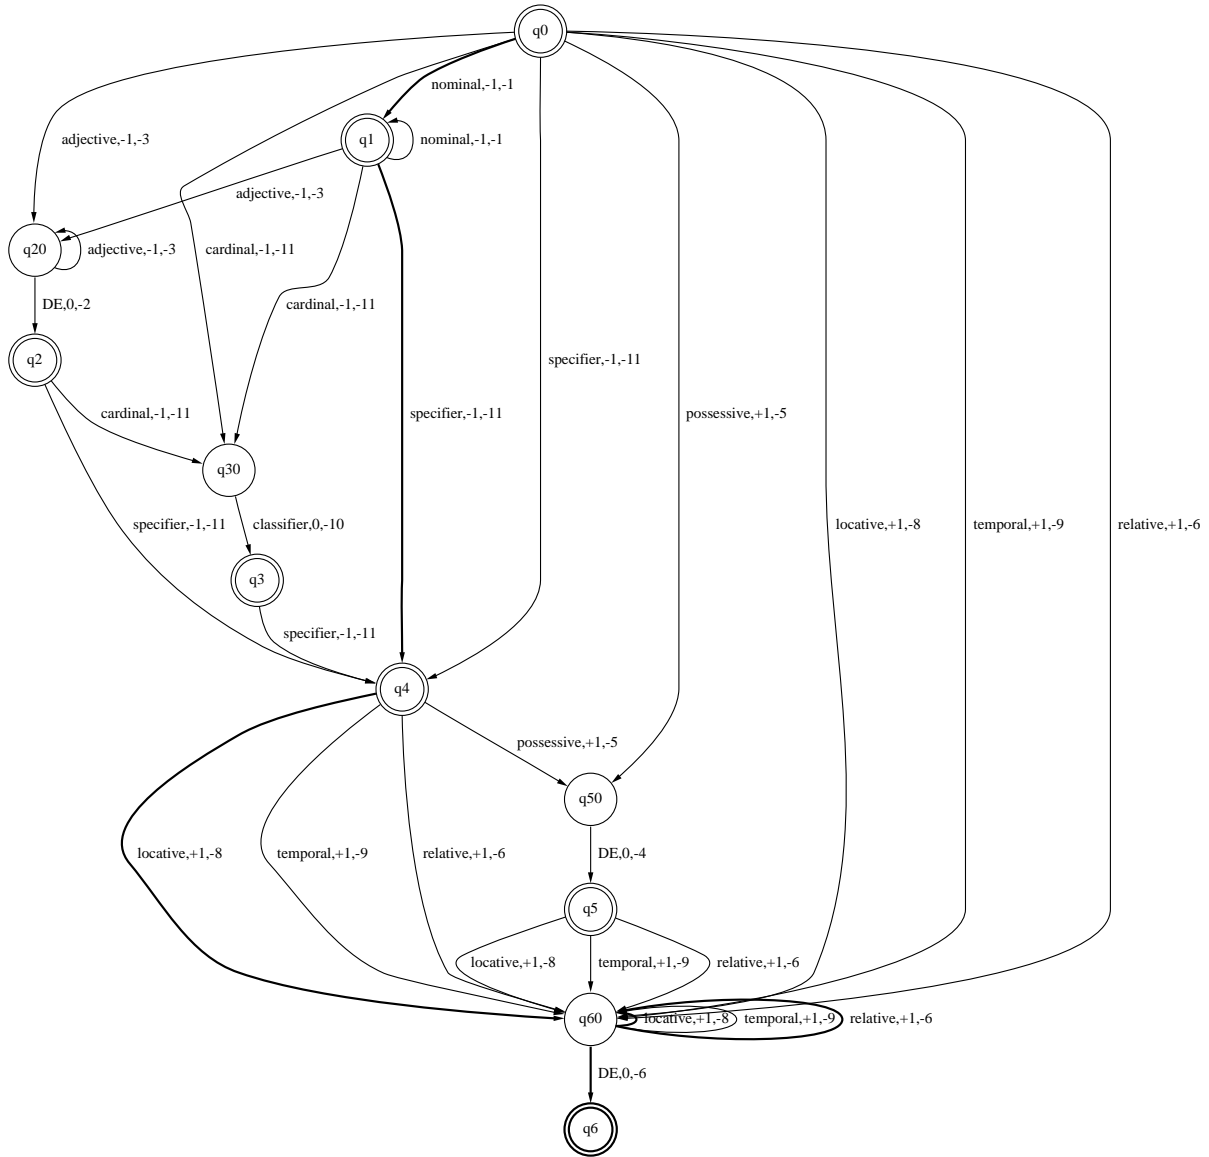 q0
nominal,-1,-1
adjective,-1,-3
q1
nominal,-1,-1
adjective,-1,-3
q20
adjective,-1,-3
cardinal,-1,-11
DE,0,-2
cardinal,-1,-11
q2
specifier,-1,-11
cardinal,-1,-11
specifier,-1,-11
possessive,+1,-5
q30
specifier,-1,-11
classifier,0,-10
locative,+1,-8
temporal,+1,-9
relative,+1,-6
q3
specifier,-1,-11
q4
possessive,+1,-5
q50
locative,+1,-8
temporal,+1,-9
relative,+1,-6
DE,0,-4
q5
locative,+1,-8
temporal,+1,-9
relative,+1,-6
q60
locative,+1,-8
temporal,+1,-9
relative,+1,-6
DE,0,-6
q6